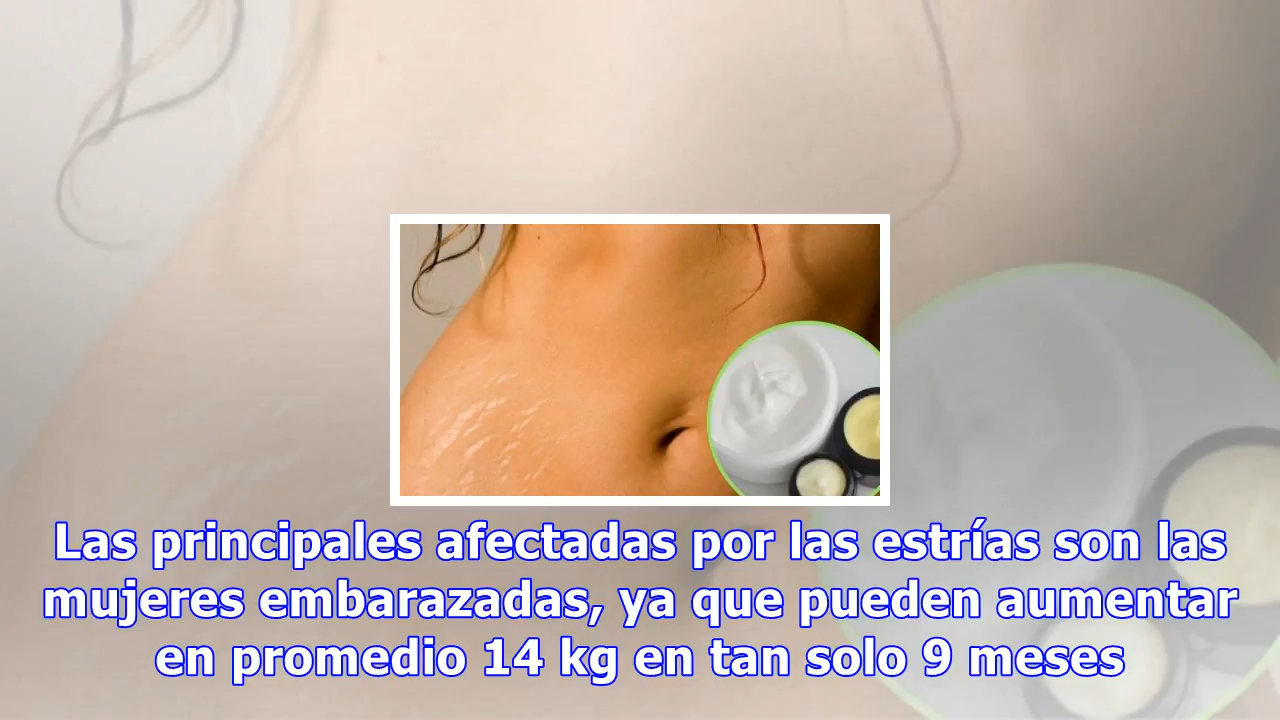 Las principales afectadas por las estrías son las
mujeres embarazadas, ya que pueden aumentar
en promedio 14 kg en tan solo 9 meses